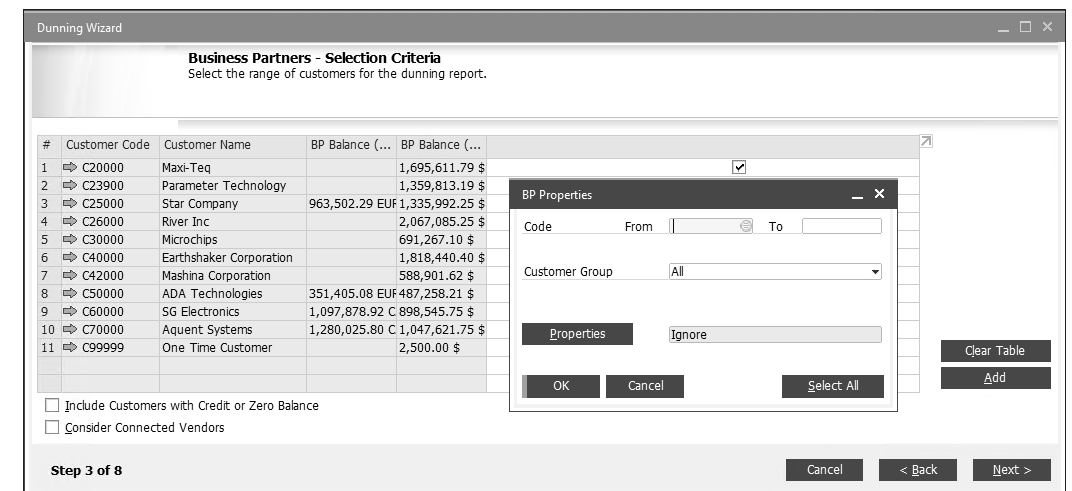 Dunning Wizard
Business Partners - Selection Criteria
Select the range of customers for the dunning report.
# Customer Code Customer Name BP Balance (... BP Balance (...
1 C20000 Maxi-Teq 1,695,611.79 $
2 C23900 Parameter Technology 1,359,813.19 $
3 C25000 Star Company 963,502.29 EUR 1,335,992.25 $
4 C26000 River Inc 2,067,085.25 $
5 C30000 Microchips 691,267.10 $
6 C40000 Earthshaker Corporation 1,818,440.40 $
7 C42000 Mashina Corporation 588,901.62 $
8 C50000 ADA Technologies 351,405.08 EUR 487,258.21 $
9 C60000 SG Electronics 1,097,878.92 C 898,545.75 $
10 C70000 Aquent Systems 1,280,025.80 C 1,047,621.75 $
11 C99999 One Time Customer 2,500.00 $
BP Properties
Code From To
Customer Group All
Properties Ignore
OK Cancel Select All
Clear Table
Add
Include Customers with Credit or Zero Balance
Consider Connected Vendors
Step 3 of 8
Cancel < Back Next >